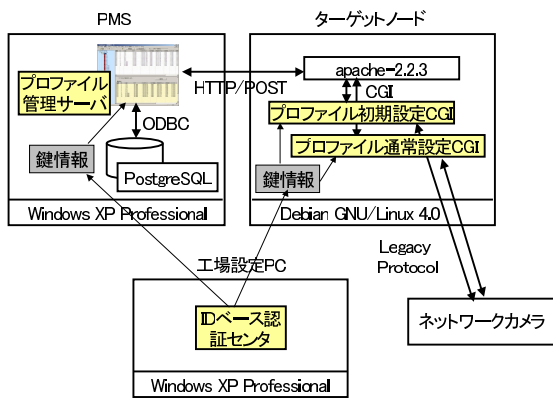 PMS
プロファイル
管理サーバ
ODBC
鍵情報
PostgreSQL
Windows XP Professional
HTTP/POST
ターゲットノード
apache-2.2.3
CGI
プロファイル初期設定CGI
プロファイル通常設定CGI
鍵情報
Debian GNU/Linux 4.0
工場設定PC
IDベース認
証センタ
Windows XP Professional
Legacy
Protocol
ネットワークカメラ